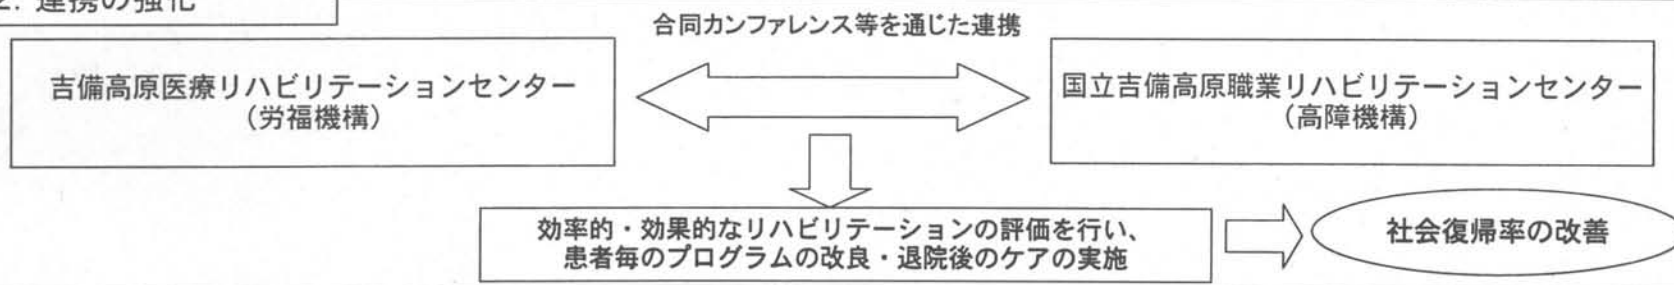 2. 連携の強化
合同カンファレンス等を通じた連携
吉備高原医療リハビリテーションセンター
(労福機構)
国立吉備高原職業リハビリテーションセンター
(高障機構)
効率的・効果的なリハビリテーションの評価を行い、
患者毎のプログラムの改良・退院後のケアの実施
社会復帰率の改善